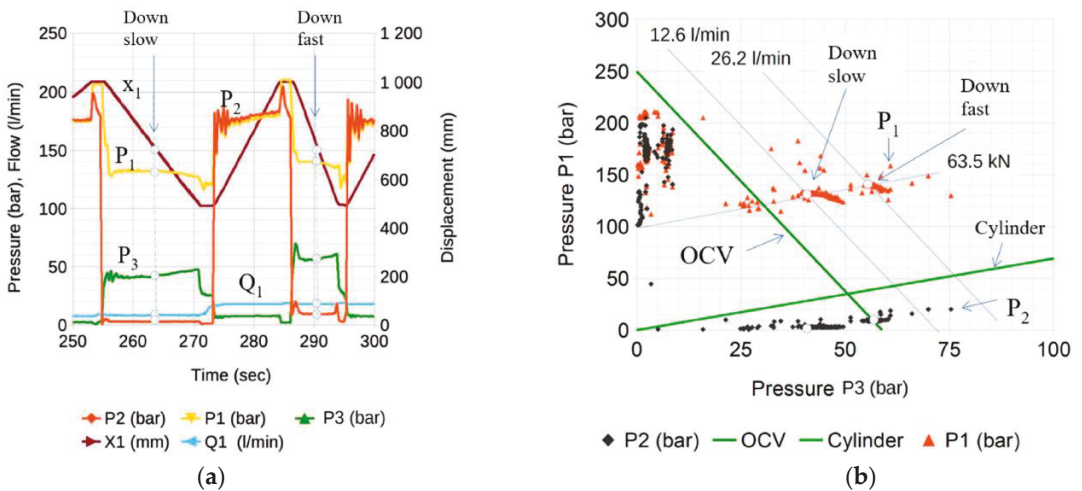 Down
slow
Down
fast
Pressure (bar), Flow (l/min)
250
200
150
100
50
0
1 200
1 000
800
600
400
200
0
Displacement (mm)
x1
P2
P1
P3
Q1
250 260 270 280 290 300
Time (sec)
P2 (bar) P1 (bar) P3 (bar)
X1 (mm) Q1 (l/min)
(a)
12.6 l/min
26.2 l/min
Down
slow
Down
fast
P1
63.5 kN
OCV
Cylinder
P2
Pressure P1 (bar)
300
250
200
150
100
50
0
0 25 50 75 100
Pressure P3 (bar)
P2 (bar) OCV Cylinder P1 (bar)
(b)